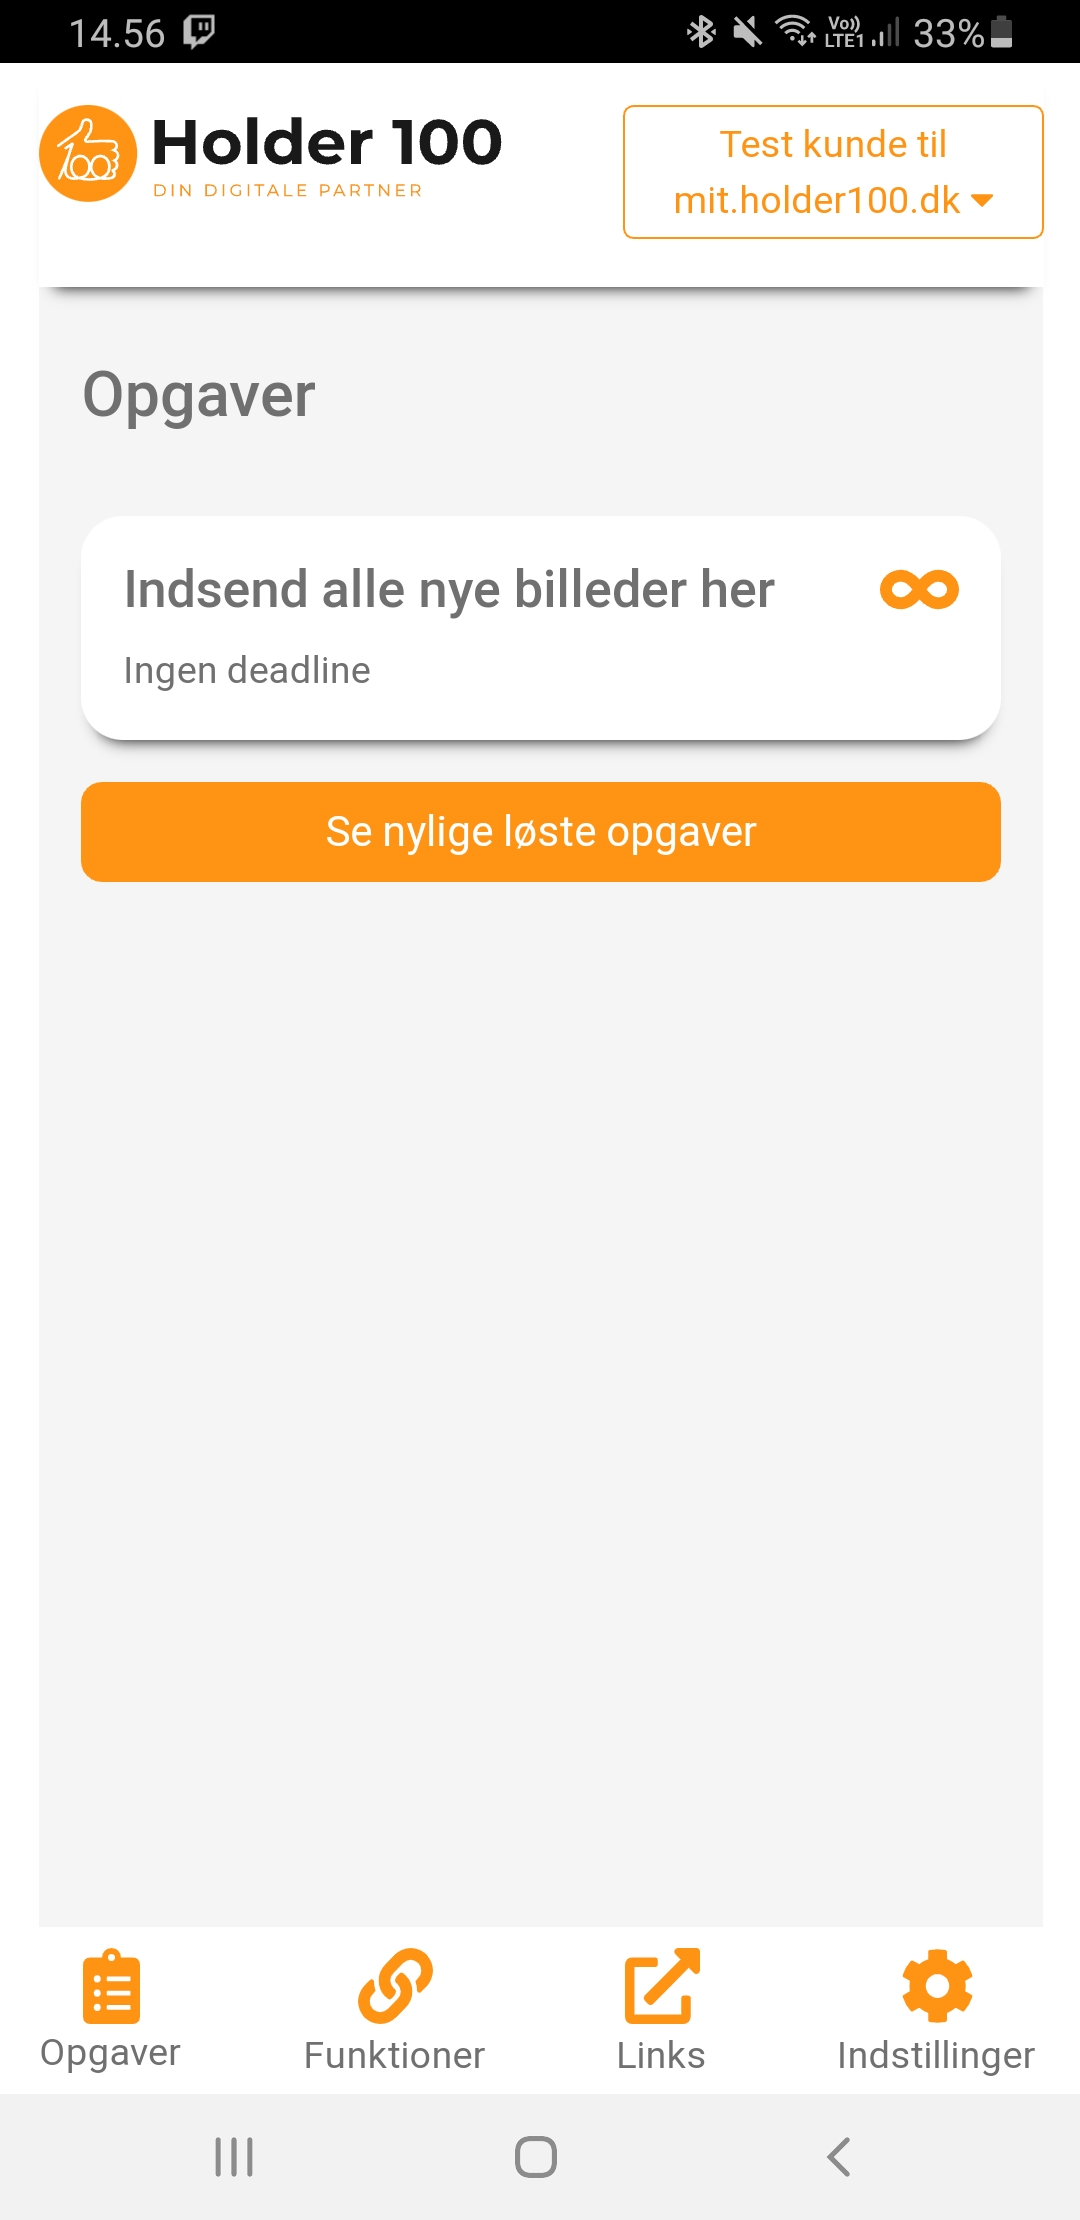 14.56
Vo))
LTE1
33%
100
Holder 100
DIN DIGITALE PARTNER
Test kunde til
mit.holder100.dk
Opgaver
Indsend alle nye billeder her
Ingen deadline
Se nylige løste opgaver
Opgaver
Funktioner
Links
Indstillinger